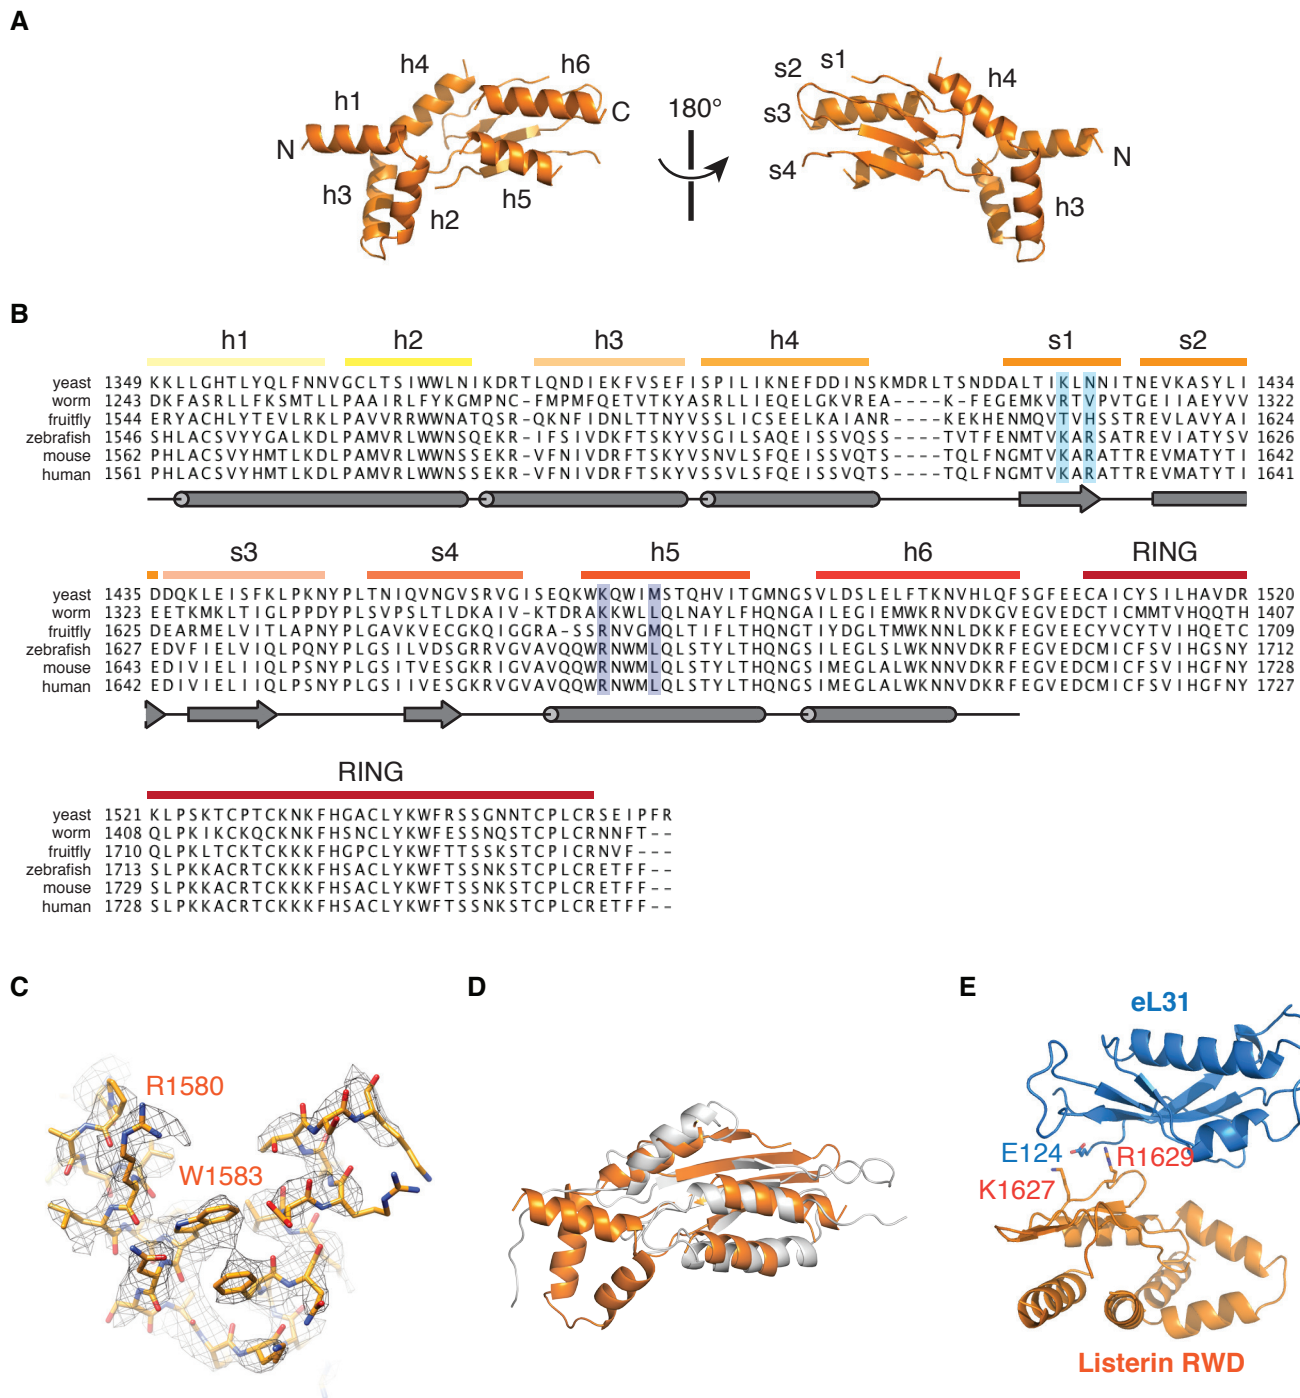 A
h4
h6
h1
C
N
h3
h2
h5
180°
s2 s1
h4
s3
s4
N
h3
B
h1 h2 h3 h4 s1 s2
yeast 1349 KKLLGHTLYQLFNNVGCLTSIWWLNIKDRTLQNDIEKFVSEFISPILIKNEFDDINSKMDRLTSNDDALTIKLNNITNEVKASYLI 1434
worm 1243 DKFASRLLFKSMTLLPAAIRLFYKGMPNC-FMPMFQETVTKYASRLLIEQELGKVREA----K-FEGEMKVRTVPVTGEIIAEYVI 1322
fruitfly 1544 ERYACHLYTEVLRKLPAVVRRWWNATQSR-QKNFIDNLTTNYVSSLICSEELKAIANR----KEKHENMQVTIHSSTREVLAVYAI 1624
zebrafish 1546 SHLACSVYYGALKDLPAMVRLWWNSQEKR-IFSIVDKFTSKYVSGILSAQEISSVQSS----TVTFENMTVKARSATREVIATYSV 1626
mouse 1562 PHLACSVYHMTLKDLPAMVRLWWNSSEKR-VFNIVDRFTSKYVSNVLSFQEISSVQTS----TQLFNGMTVKARATTREVMATYTI 1642
human 1561 PHLACSVYHMTLKTLPAMVRLWWNSSEKR-VFNIVDRFTSKYVSSVLSFQEISSVQTS----TQLFNGMTVKARATTREVMATYTI 1641
s3 s4 h5 h6 RING
yeast 1435 DDQKLEISFKLPKNYPLTNIQVNGVSRVGISEQKWKQWIMSTQHVITGMNGSVLDSLELFTKNVHLQFSGFEECAICYSILHAVDR 1520
worm 1323 EETKMKLTIGLPPDYPLSVPSLTLDKAIV-KTDRAKKWLLQLNAYLFHQNGAILEGIEMWKRNVDKGVSGVEDCTICMMTVHQQTH 1407
fruitfly 1625 DEARMELVITLAPNYPLGAVKVECGKQIGGRA-SSRNVGMQLTIFLTHQNGTIYDGLTMWKNNLDKKFEGVEECYVCYTVIHQETC 1709
zebrafish 1627 EDVFIELVIQLPQNYPLGSILVDSGRRVGVAVQQWRNWMLQLSTYLTHQNGSILEGLSLWKNNVDKRFEGVEDCMICFSVIHGSNY 1712
mouse 1643 EDIVIELIIQLPSNYPLGSITVESGKRIGVAVQQWRNWMLQLSTYLTHQNGSIMEGLALWKNNVDKRFEGVEDCMICFSVIHGFNY 1728
human 1642 EDIVIELIIQLPSNYPLGSIIVESGKRVGVAVQQWRNWMLQLSTYLTHQNGSIMEGLALWKNNVDKRFEGVEDCMICFSVIHGFNY 1727
RING
yeast 1521 KLPSKTCPTCKNKFHGACLYKWFRSSGNNTCPLCRSEIPFR
worm 1408 QLPKIKCKQCKNKFHSNCLYKWFESSNQSTCPLCRNNFT--
fruitfly 1710 QLPKLTCKTCKNKFHGPCLYKWFTTSSKSTCPICRNVF---
zebrafish 1713 SLPKKACRTCKKKFHSACLYKWFTSSNKSTCPLCRETFF--
mouse 1729 SLPKKACRTCKKKFHSACLYKWFTSSNKSTCPLCRETFF--
human 1728 SLPKKACRTCKKKFHSACLYKWFTSSNKSTCPLCRETFF--
C
R1580
W1583
D
E
eL31
E124
R1629
K1627
Listerin RWD